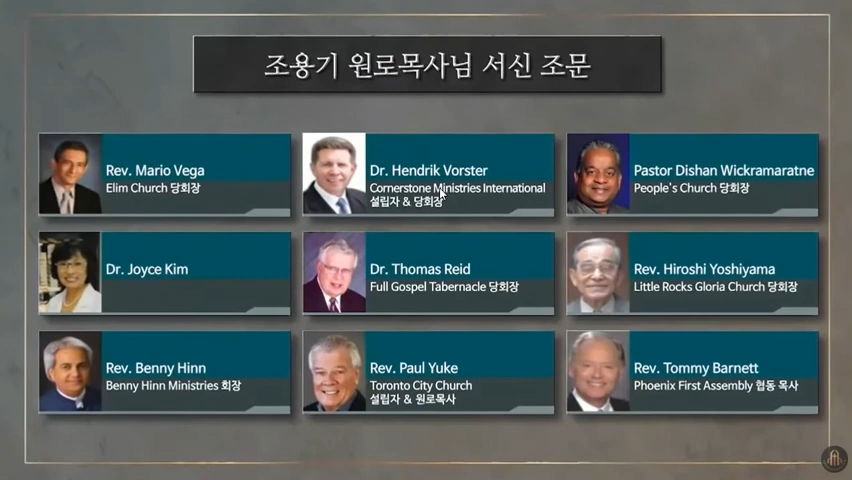 조용기 원로목사님 서신 조문
Rev. Mario Vega
Elim Church 당회장
Dr. Hendrik Vorster
Cornerstone Ministries International
설립자 & 당회장
Pastor Dishan Wickramaratne
People's Church 당회장
Dr. Joyce Kim
Dr. Thomas Reid
Full Gospel Tabernacle 당회장
Rev. Hiroshi Yoshiyama
Little Rocks Gloria Church 당회장
Rev. Benny Hinn
Benny Hinn Ministries 회장
Rev. Paul Yuke
Toronto City Church
설립자 & 원로목사
Rev. Tommy Barnett
Phoenix First Assembly 협동 목사